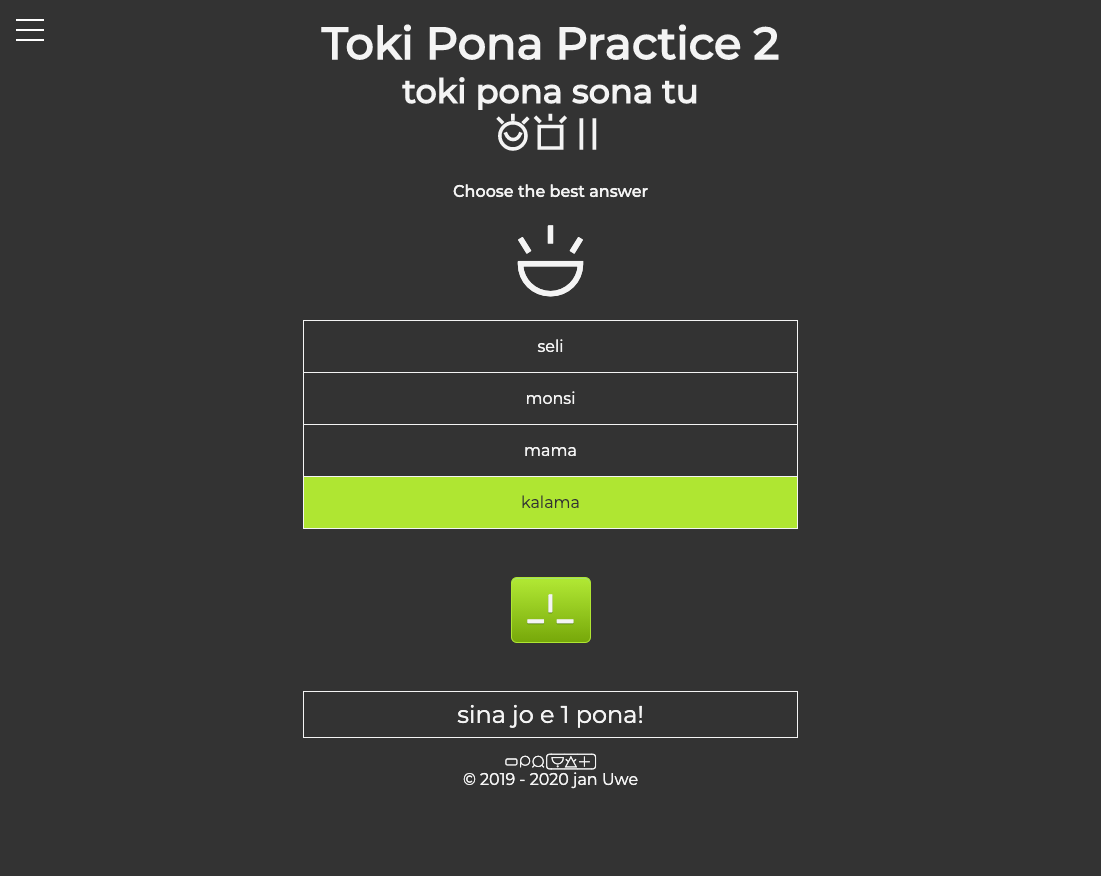 Toki Pona Practice 2
toki pona sona tu
Choose the best answer
seli
monsi
mama
kalama
sina jo e 1 pona!
© 2019 - 2020 jan Uwe